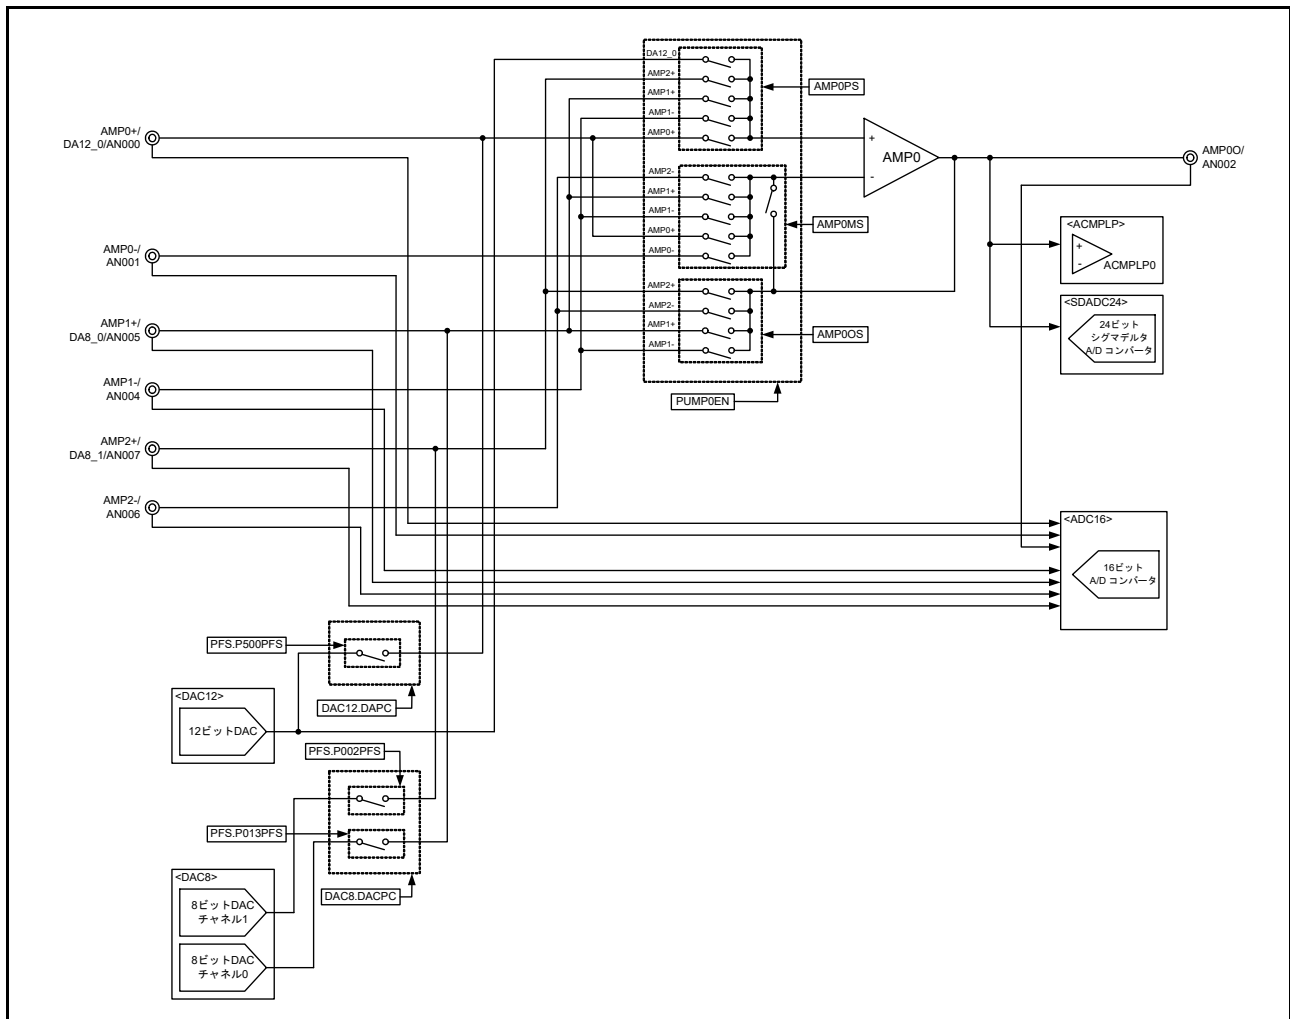 DA12_0
AMP2+
AMP1+
AMP1-
AMP0+
AMP0PS
AMP0+/
DA12_0/AN000
AMP2-
AMP1+
AMP1-
AMP0+
AMP0-
AMP0MS
+
-
AMP0
AMP0O/
AN002
AMP0-/
AN001
<ACMPLP>
+
-
ACMPLP0
AMP2+
AMP2-
AMP1+
AMP1-
AMP0OS
<SDADC24>
24ビット
シグマデルタ
A/D コンバータ
AMP1+/
DA8_0/AN005
PUMP0EN
AMP1-/
AN004
AMP2+/
DA8_1/AN007
AMP2-/
AN006
<ADC16>
16ビット
A/D コンバータ
PFS.P500PFS
DAC12.DAPC
<DAC12>
12ビットDAC
PFS.P002PFS
PFS.P013PFS
DAC8.DACPC
<DAC8>
8ビットDAC
チャネル1
8ビットDAC
チャネル0